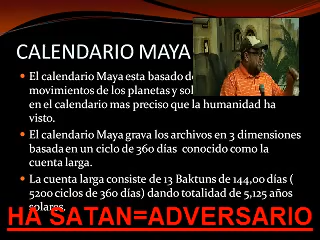 CALENDARIO MAYA
El calendario Maya esta basado de
movimientos de los planetas y sol
en el calendario mas preciso que la humanidad ha
visto.
El calendario Maya grava los archivos en 3 dimensiones
basada en un ciclo de 360 dias conocido como la
cuenta larga.
La cuenta larga consiste de 13 Baktuns de 144,00 dias (
5200 ciclos de 360 dias) dando totalidad de 5,125 años
solares.
HA SATAN=ADVERSARIO